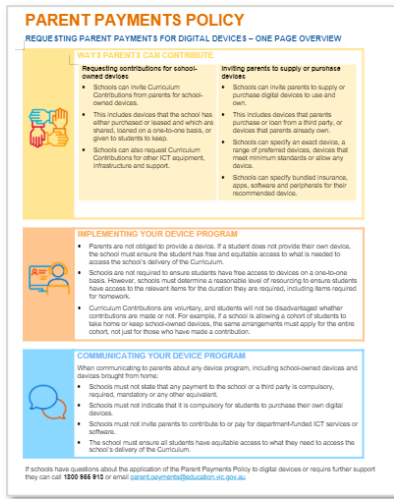 PARENT PAYMENTS POLICY
REQUESTING PARENT PAYMENTS FOR DIGITAL DEVICES – ONE PAGE OVERVIEW
WAYS PARENTS CAN CONTRIBUTE
Requesting contributions for school-
owned devices
• Schools can invite Curriculum
Contributions from parents for school-
owned devices.
• This includes devices that the school has
either purchased or leased and which are
shared, loaned on a one-to-one basis, or
given to students to keep.
• Schools can also request Curriculum
Contributions for other ICT equipment,
infrastructure and support.
Inviting parents to supply or purchase
devices
• Schools can invite parents to supply or
purchase digital devices to use and
own.
• This includes devices that parents
purchase or loan from a third party, or
devices that parents already own.
• Schools can specify an exact device, a
range of preferred devices, devices that
meet minimum standards or allow any
device.
• Schools can specify bundled insurance,
apps, software and peripherals for their
recommended device.
IMPLEMENTING YOUR DEVICE PROGRAM
• Parents are not obliged to provide a device. If a student does not provide their own device,
the school must ensure the student has free and equitable access to what is needed to
access the school's delivery of the Curriculum.
• Schools are not required to ensure students have free access to devices on a one-to-one
basis. However, schools must determine a reasonable level of resourcing to ensure students
have access to the relevant items for the duration they are required, including items required
for homework.
• Curriculum Contributions are voluntary, and students will not be disadvantaged whether
contributions are made or not. For example, if a school is allowing a cohort of students to
take home or keep school-owned devices, the same arrangements must apply for the entire
cohort, not just for those who have made a contribution.
COMMUNICATING YOUR DEVICE PROGRAM
When communicating to parents about any device program, including school-owned devices and
devices brought from home:
• Schools must not state that any payment to the school or a third party is compulsory,
required, mandatory or any other equivalent.
• Schools must not indicate that it is compulsory for students to purchase their own digital
devices.
• Schools must not invite parents to contribute to or pay for department-funded ICT services or
software.
• The school must ensure all students have equitable access to what they need to access the
school's delivery of the Curriculum.
If schools have questions about the application of the Parent Payments Policy to digital devices or require further support
they can call 1800 955 913 or email parent.payments@education.vic.gov.au